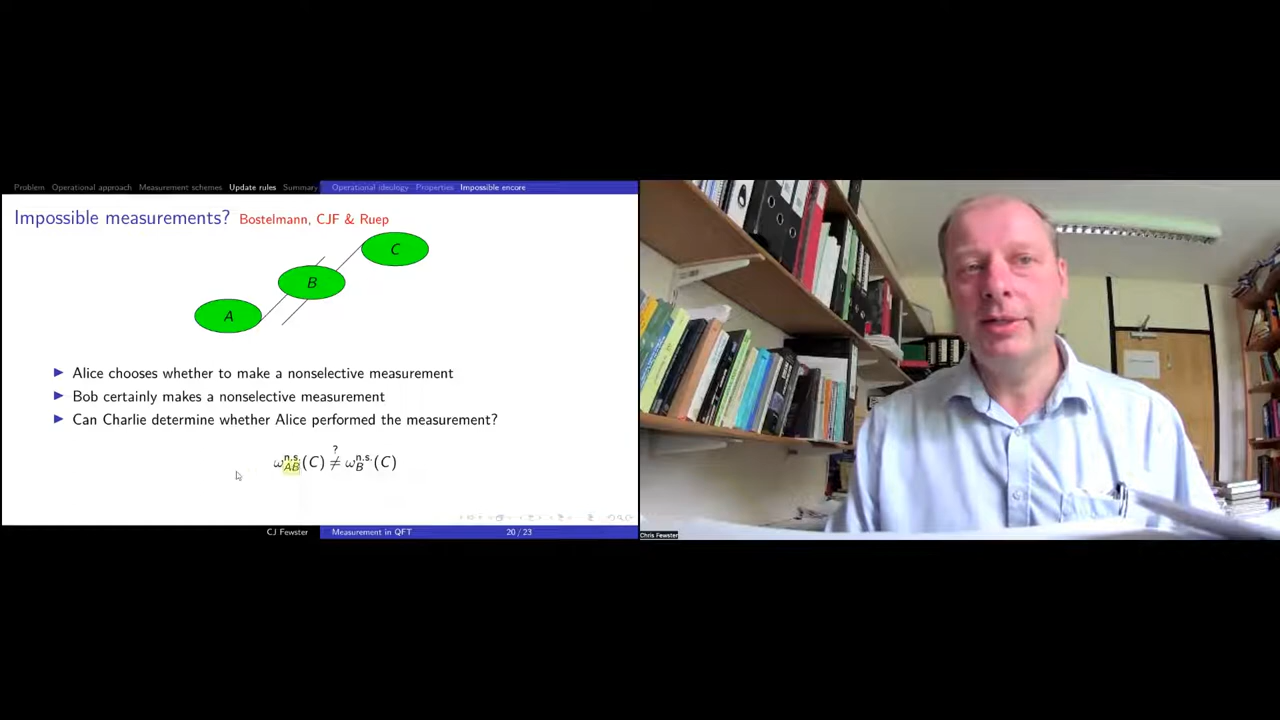 Problem Operational approach Measurement schemes Update rules Summary Operational ideology Properties Impossible encore
Impossible measurements? Bostelmann, CJF & Ruep
C
B
A
▶ Alice chooses whether to make a nonselective measurement
▶ Bob certainly makes a nonselective measurement
▶ Can Charlie determine whether Alice performed the measurement?
?
ω^{n.s.}_{AB}(C) ≠ ω^{n.s.}_{B}(C)
CJ Fewster Measurement in QFT 20 / 23
Chris Fewster